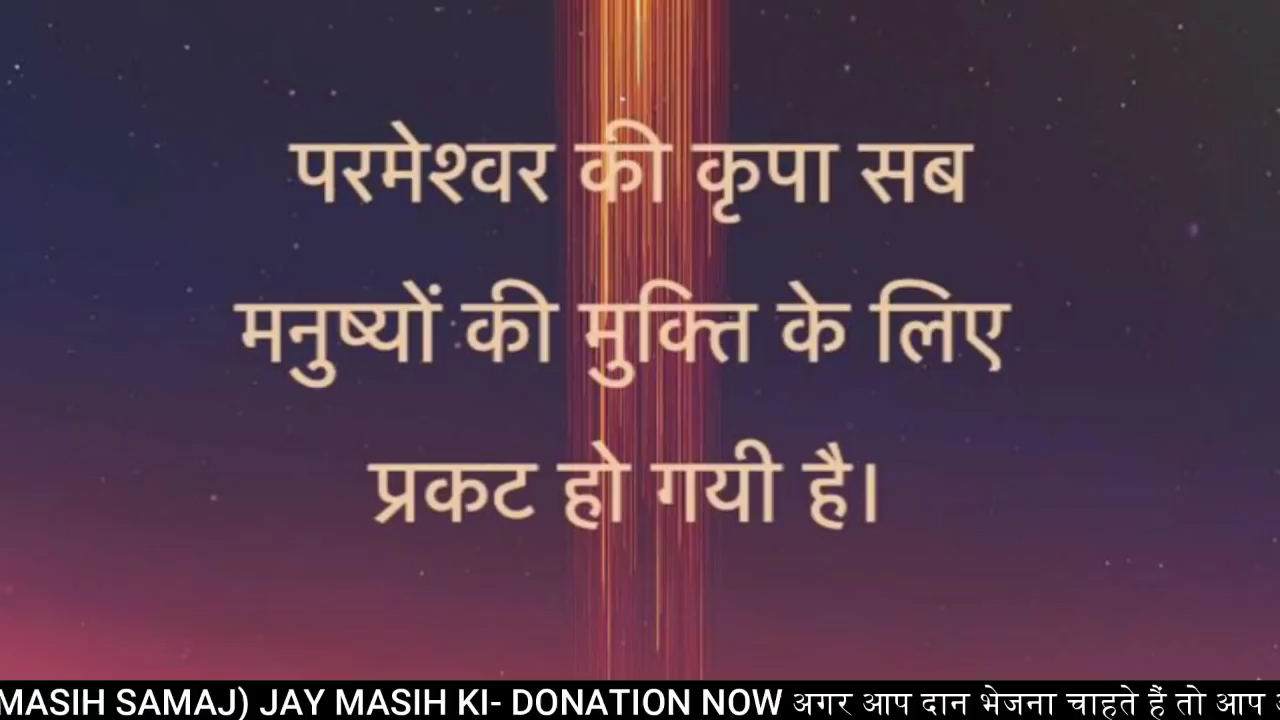 परमेश्वर की कृपा सब
मनुष्यों की मुक्ति के लिए
प्रकट हो गयी है।
MASIH SAMAJ) JAY MASIH KI- DONATION NOW अगर आप दान भेजना चाहते हैं तो आप